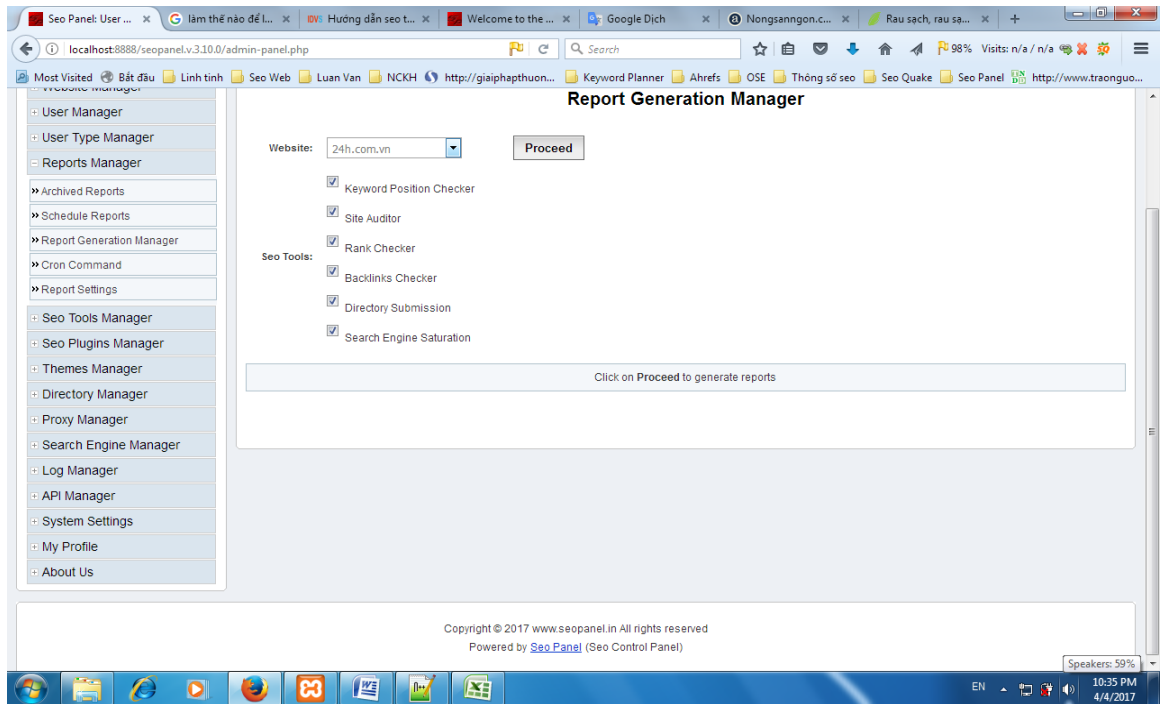 Seo Panel: User ...
làm thế nào để l...
Hướng dẫn seo t...
Welcome to the ...
Google Dịch
Nongsanngon.c...
Rau sạch, rau sạ...
localhost:8888/seopanel.v.3.10.0/admin-panel.php
Search
98% Visits: n/a / n/a
Most Visited
Bắt đầu
Linh tinh
Seo Web
Luan Van
NCKH
http://giaiphapthuon...
Keyword Planner
Ahrefs
OSE
Thông số seo
Seo Quake
Seo Panel
http://www.traonguo...
Website Manager
User Manager
User Type Manager
Reports Manager
Archived Reports
Schedule Reports
Report Generation Manager
Cron Command
Report Settings
Seo Tools Manager
Seo Plugins Manager
Themes Manager
Directory Manager
Proxy Manager
Search Engine Manager
Log Manager
API Manager
System Settings
My Profile
About Us
Report Generation Manager
Website:
24h.com.vn
Proceed
Seo Tools:
Keyword Position Checker
Site Auditor
Rank Checker
Backlinks Checker
Directory Submission
Search Engine Saturation
Click on Proceed to generate reports
Copyright © 2017 www.seopanel.in All rights reserved
Powered by Seo Panel (Seo Control Panel)
Speakers: 59%
EN
10:35 PM
4/4/2017